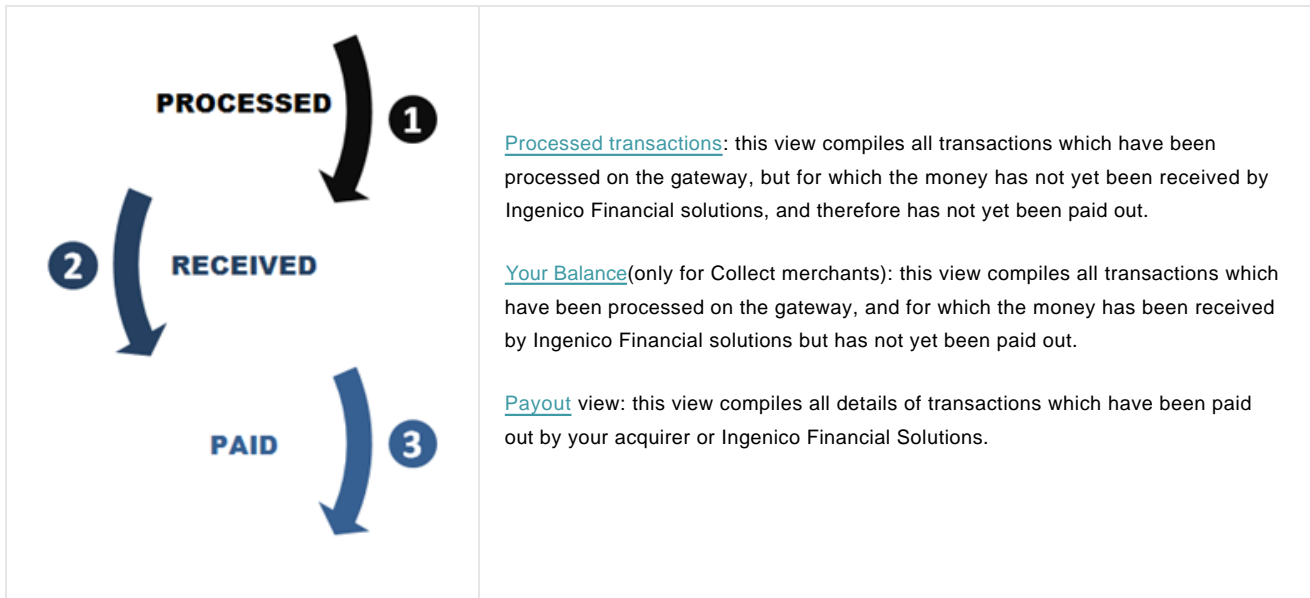 PROCESSED
1
2
RECEIVED
PAID
3
Processed transactions: this view compiles all transactions which have been
processed on the gateway, but for which the money has not yet been received by
Ingenico Financial solutions, and therefore has not yet been paid out.
Your Balance(only for Collect merchants): this view compiles all transactions which
have been processed on the gateway, and for which the money has been received
by Ingenico Financial solutions but has not yet been paid out.
Payout view: this view compiles all details of transactions which have been paid
out by your acquirer or Ingenico Financial Solutions.